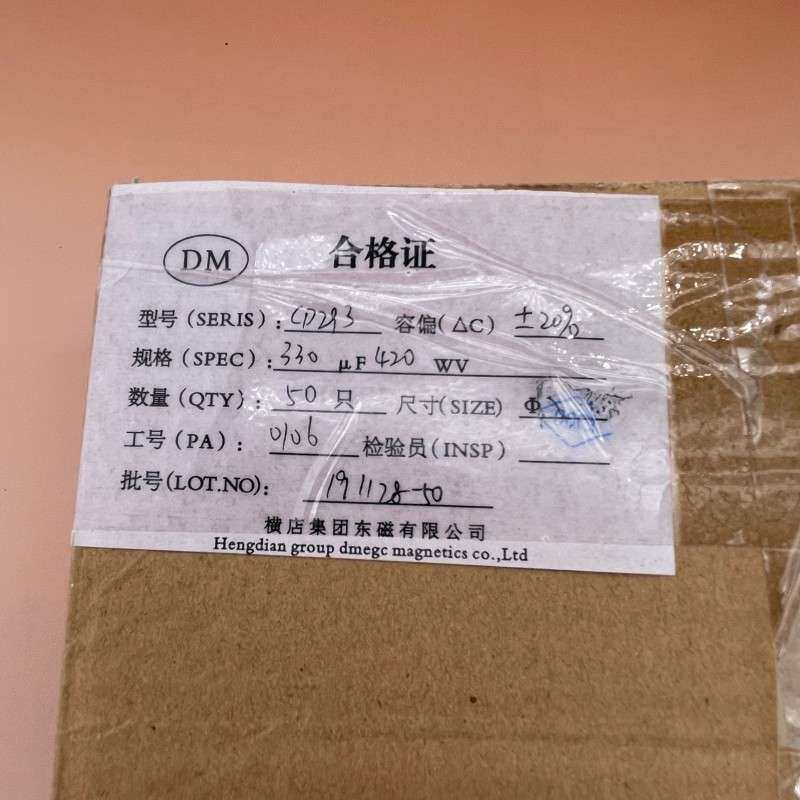 DM 合格证
型号(SERIS): CD293 容偏(ΔC) ±20%
规格(SPEC): 330 μF 420 WV
数量(QTY): 50 只 尺寸(SIZE) Φ
工号(PA): 0106 检验员(INSP)
批号(LOT.NO): 191128-50
横店集团东磁有限公司
Hengdian group dmegc magnetics co.,Ltd